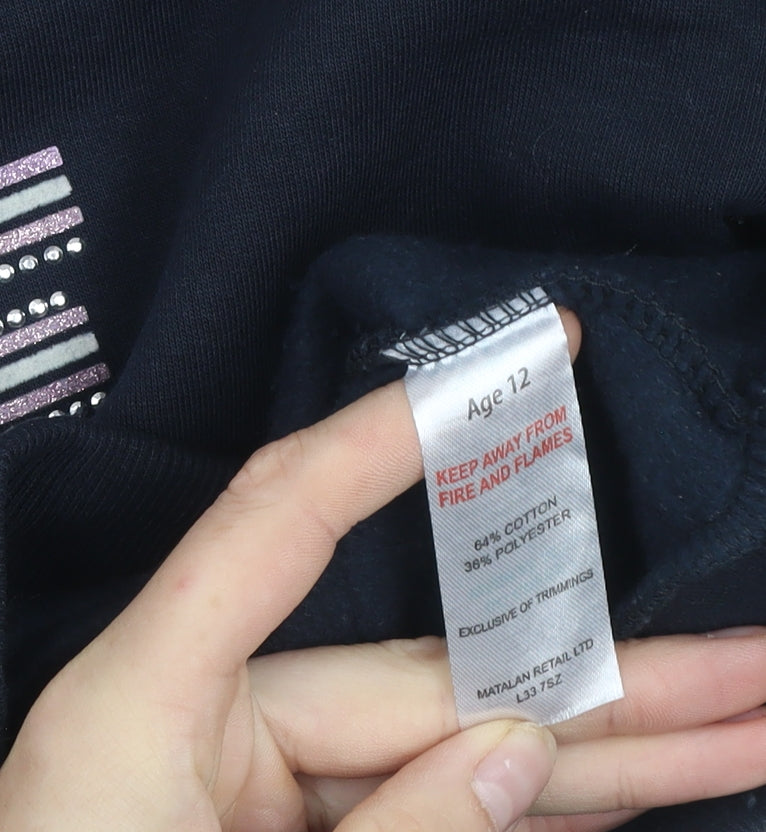 Age 12
KEEP AWAY FROM
FIRE AND FLAMES
64% COTTON
36% POLYESTER
EXCLUSIVE OF TRIMMINGS
MATALAN RETAIL LTD
L33 7SZ